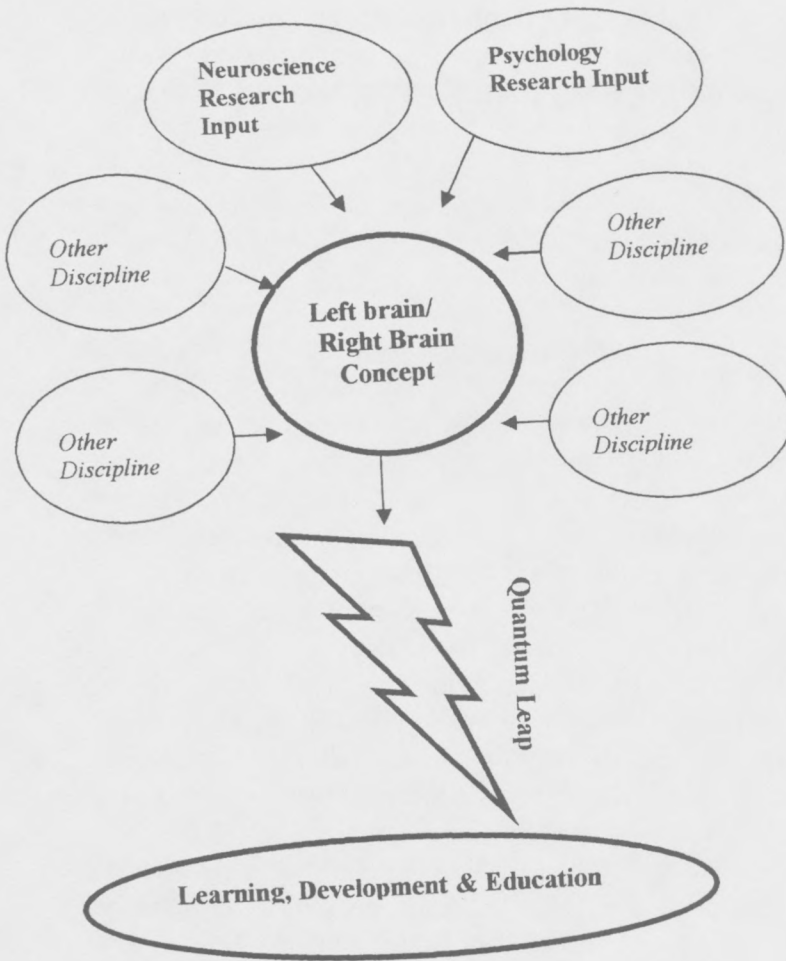 Neuroscience
Research
Input
Psychology
Research Input
Other
Discipline
Other
Discipline
Left brain/
Right Brain
Concept
Other
Discipline
Other
Discipline
Quantum Leap
Learning, Development & Education